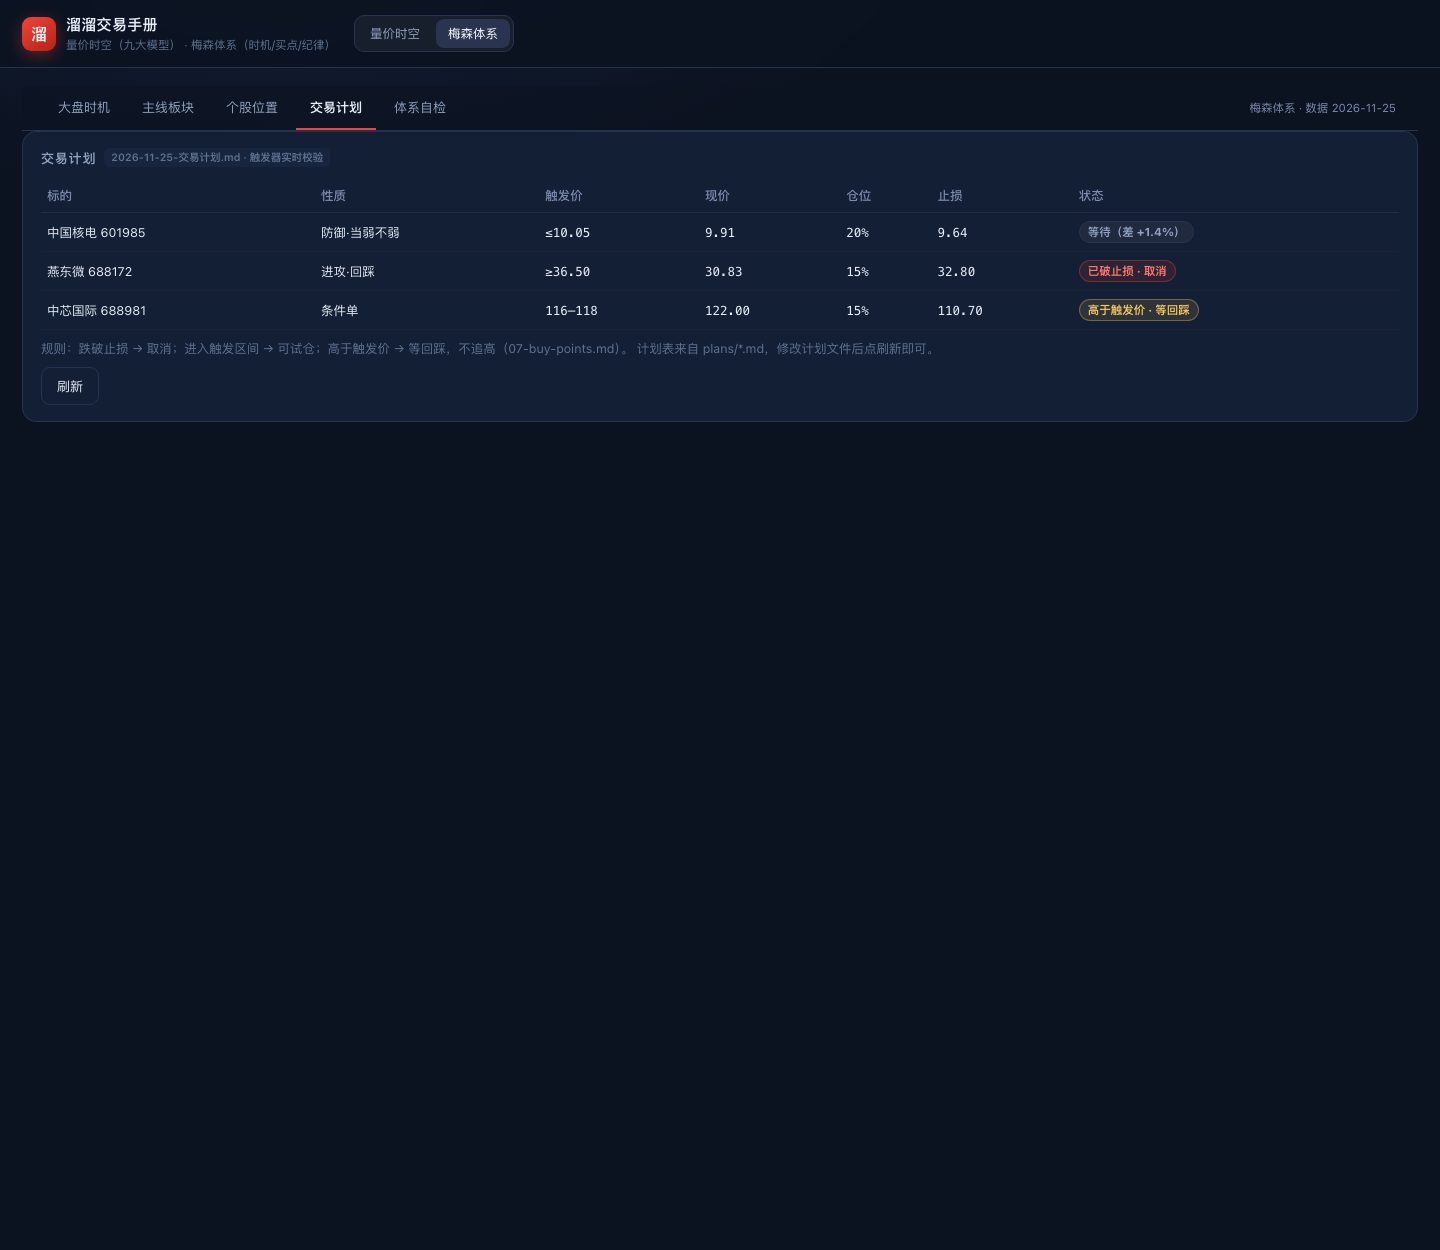 溜
溜溜交易手册
量价时空（九大模型） · 梅森体系（时机/买点/纪律）
量价时空 梅森体系
大盘时机 主线板块 个股位置 交易计划 体系自检 梅森体系 · 数据 2026-11-25
交易计划 2026-11-25-交易计划.md · 触发器实时校验
标的 性质 触发价 现价 仓位 止损 状态
中国核电 601985 防御·当弱不弱 ≤10.05 9.91 20% 9.64 等待（差 +1.4%）
燕东微 688172 进攻·回踩 ≥36.50 30.83 15% 32.80 已破止损 · 取消
中芯国际 688981 条件单 116—118 122.00 15% 110.70 高于触发价 · 等回踩
规则：跌破止损 → 取消；进入触发区间 → 可试仓；高于触发价 → 等回踩，不追高（07-buy-points.md）。 计划表来自 plans/*.md，修改计划文件后点刷新即可。
刷新